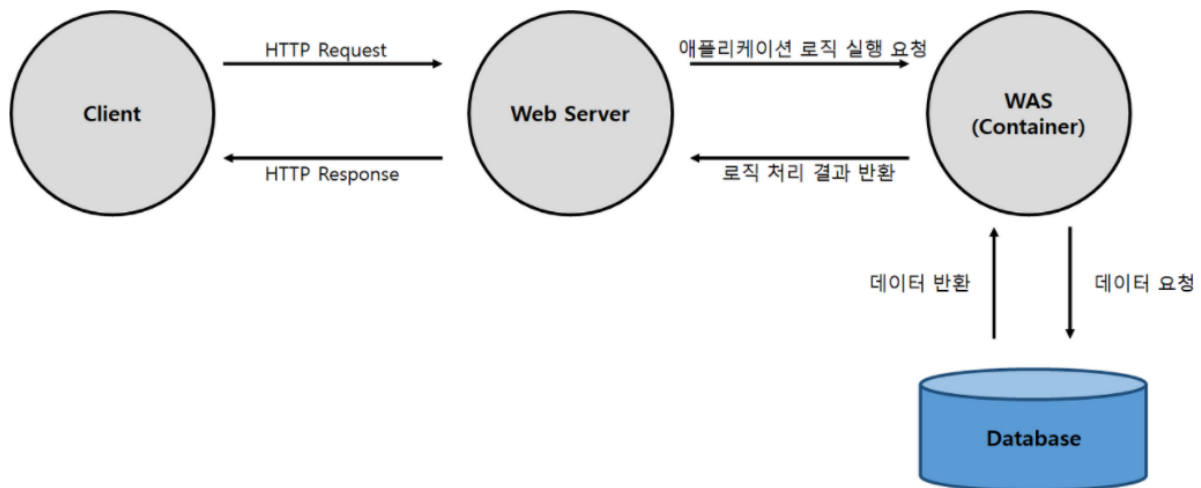 HTTP Request
애플리케이션 로직 실행 요청
Client
Web Server
WAS
(Container)
HTTP Response
로직 처리 결과 반환
데이터 반환
데이터 요청
Database